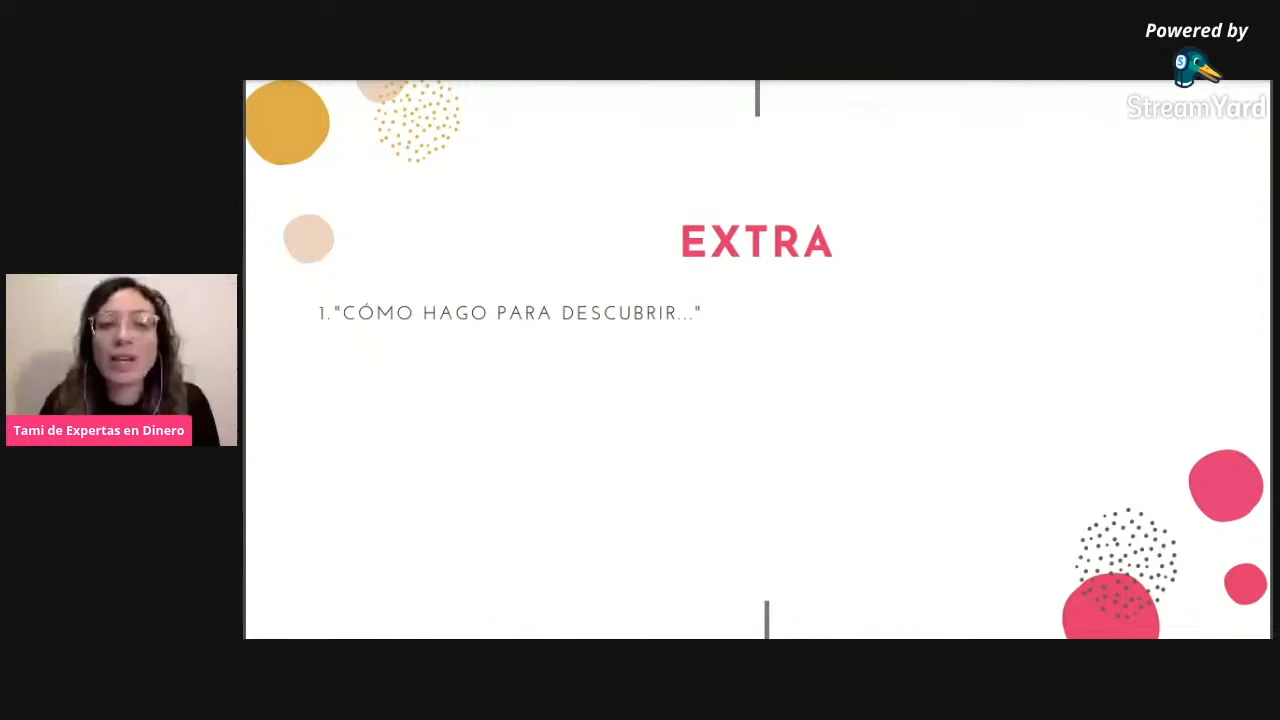 Powered by
StreamYard
EXTRA
1."CÓMO HAGO PARA DESCUBRIR..."
Tami de Expertas en Dinero